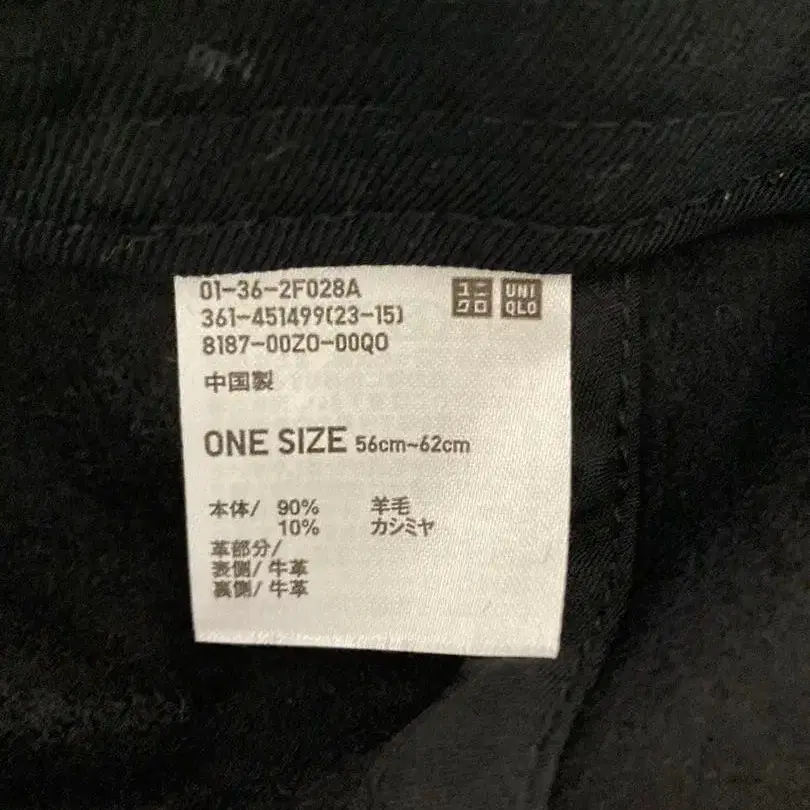 01-36-2F028A
ユニクロ UNIQLO
361-451499(23-15)
8187-00Z0-00Q0
中国製
ONE SIZE 56cm~62cm
本体/ 90% 羊毛
10% カシミヤ
革部分/
表側/ 牛革
裏側/ 牛革